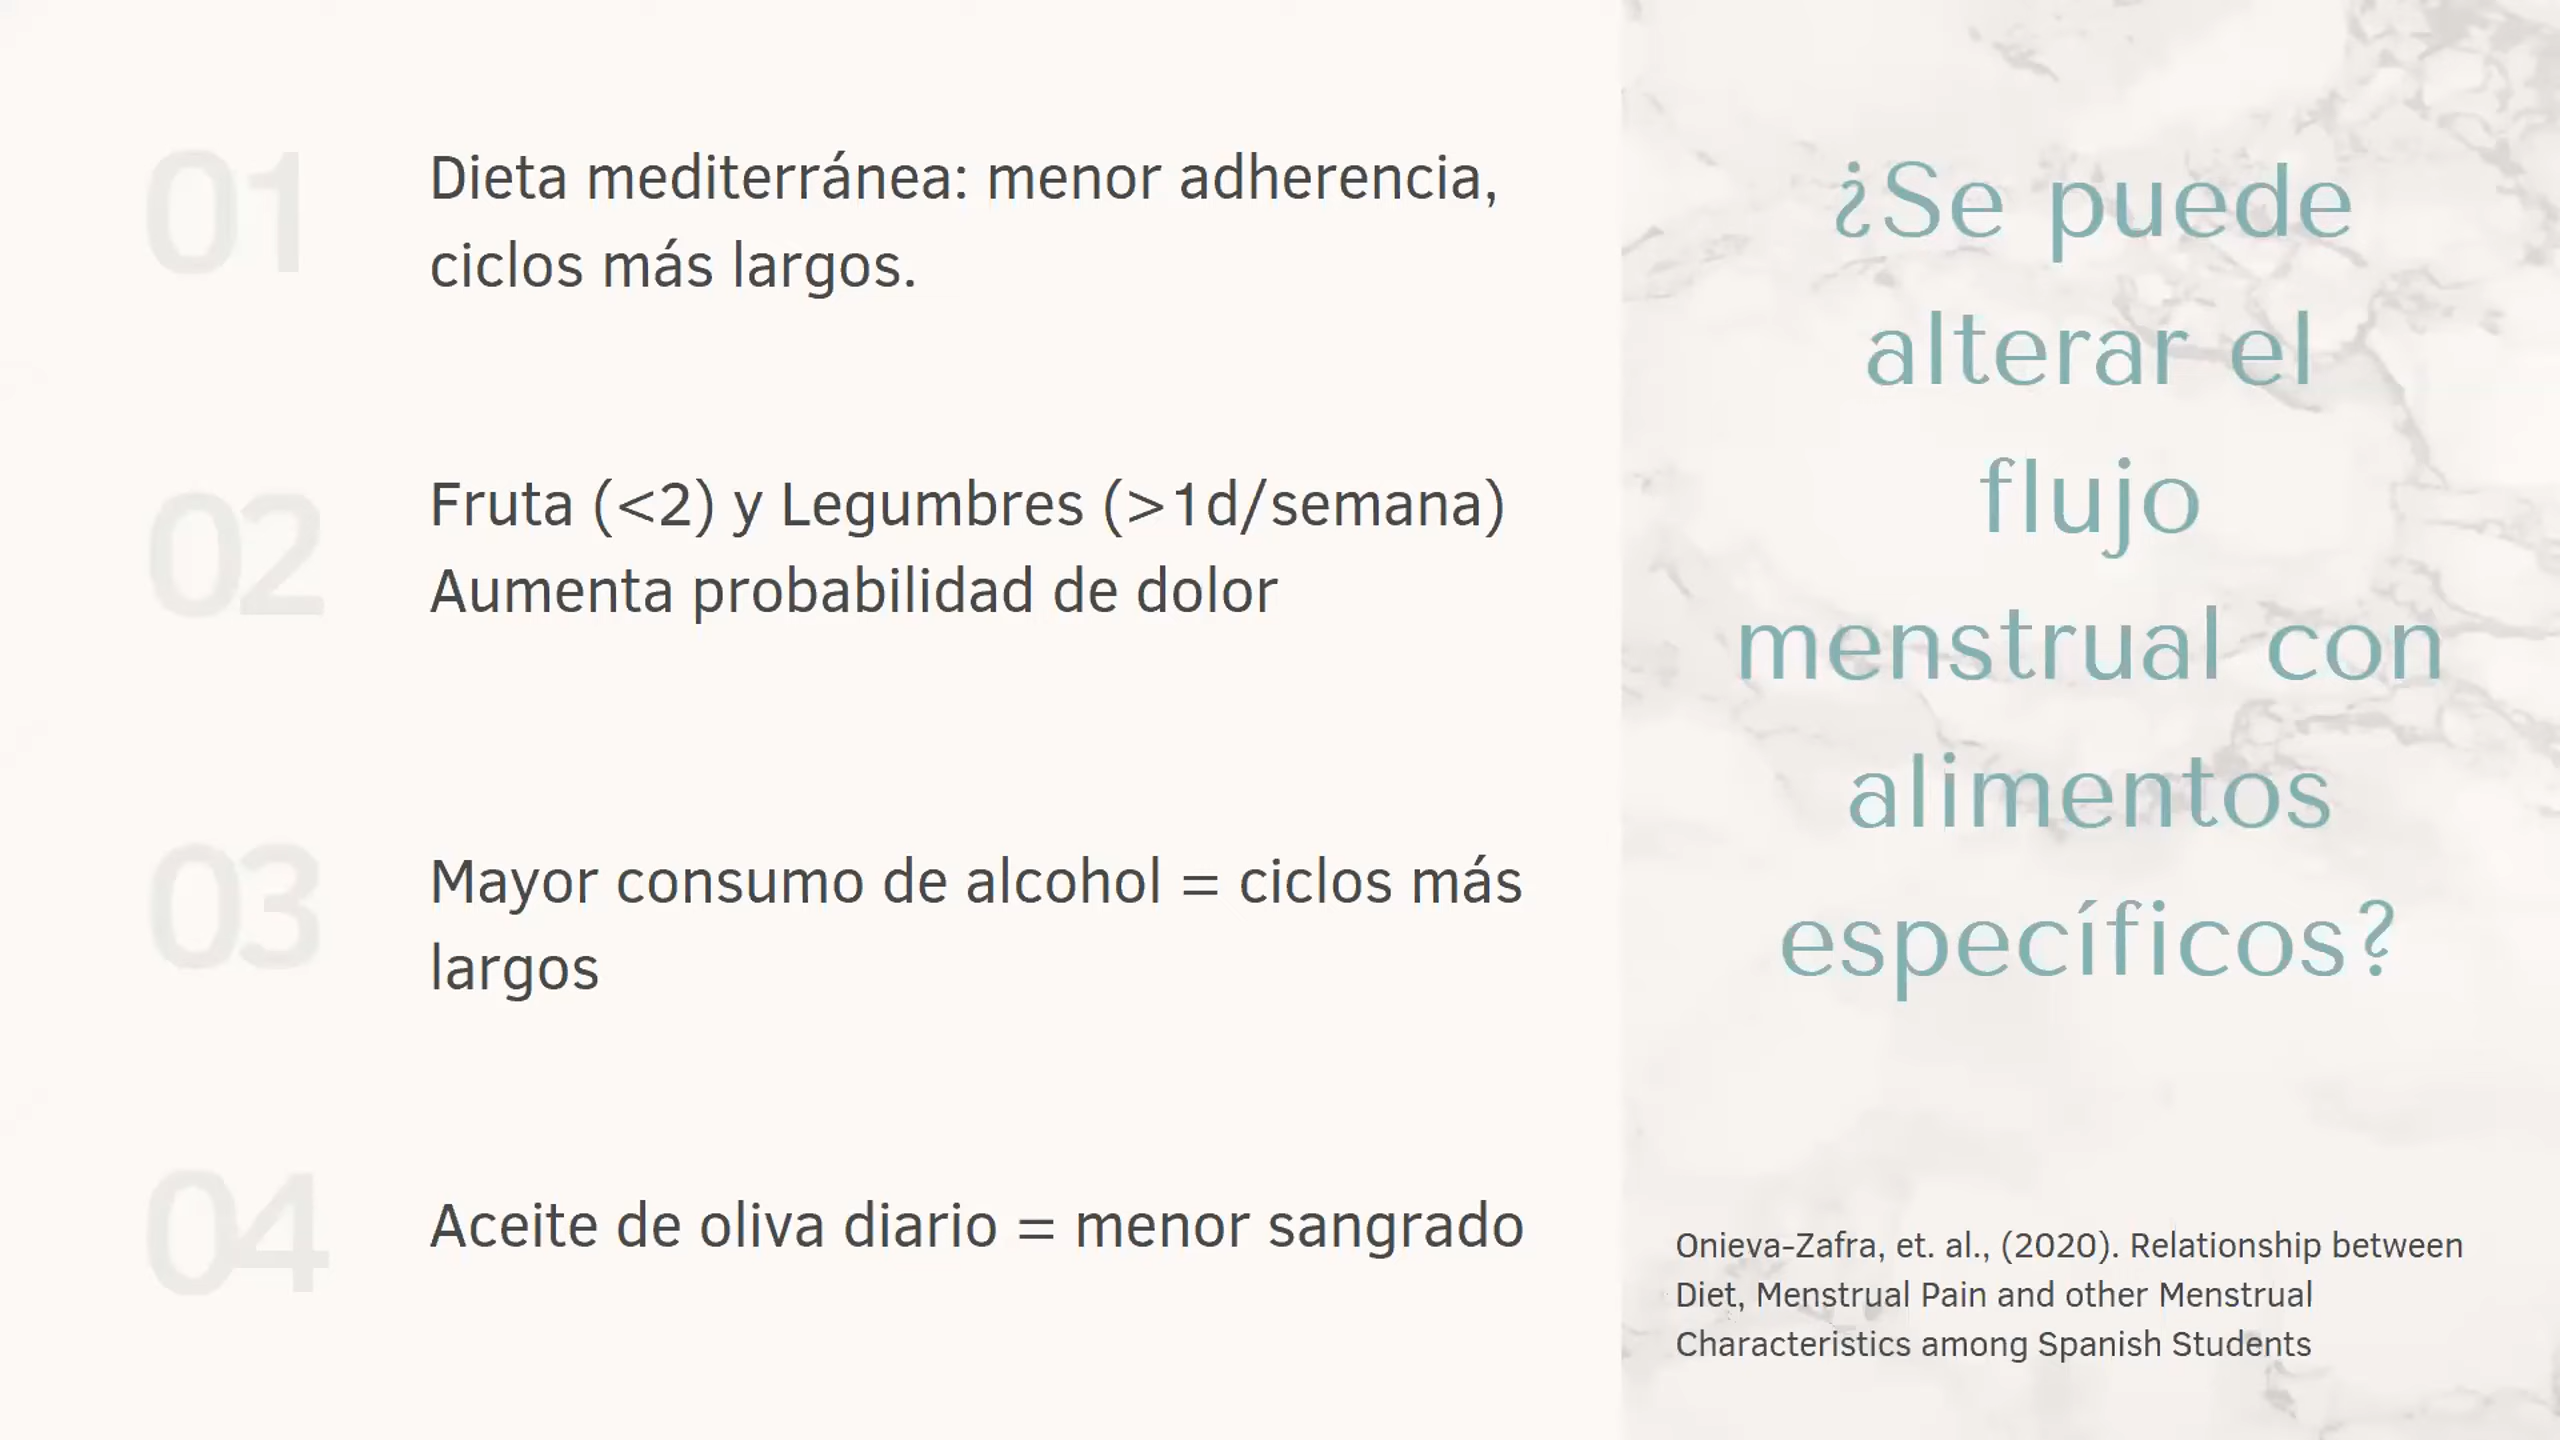 01
Dieta mediterránea: menor adherencia,
ciclos más largos.
02
Fruta (<2) y Legumbres (>1d/semana)
Aumenta probabilidad de dolor
03
Mayor consumo de alcohol = ciclos más
largos
04
Aceite de oliva diario = menor sangrado
¿Se puede
alterar el
flujo
menstrual con
alimentos
específicos?
Onieva-Zafra, et. al., (2020). Relationship between
Diet, Menstrual Pain and other Menstrual
Characteristics among Spanish Students